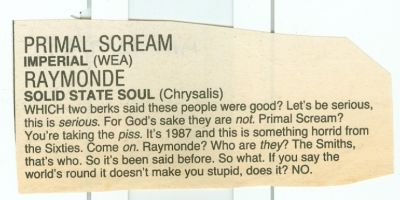 PRIMAL SCREAM
IMPERIAL (WEA)
RAYMONDE
SOLID STATE SOUL (Chrysalis)
WHICH two berks said these people were good? Let's be serious,
this is serious. For God's sake they are not. Primal Scream?
You're taking the piss. It's 1987 and this is something horrid from
the Sixties. Come on. Raymonde? Who are they? The Smiths,
that's who. So it's been said before. So what. If you say the
world's round it doesn't make you stupid, does it? NO.